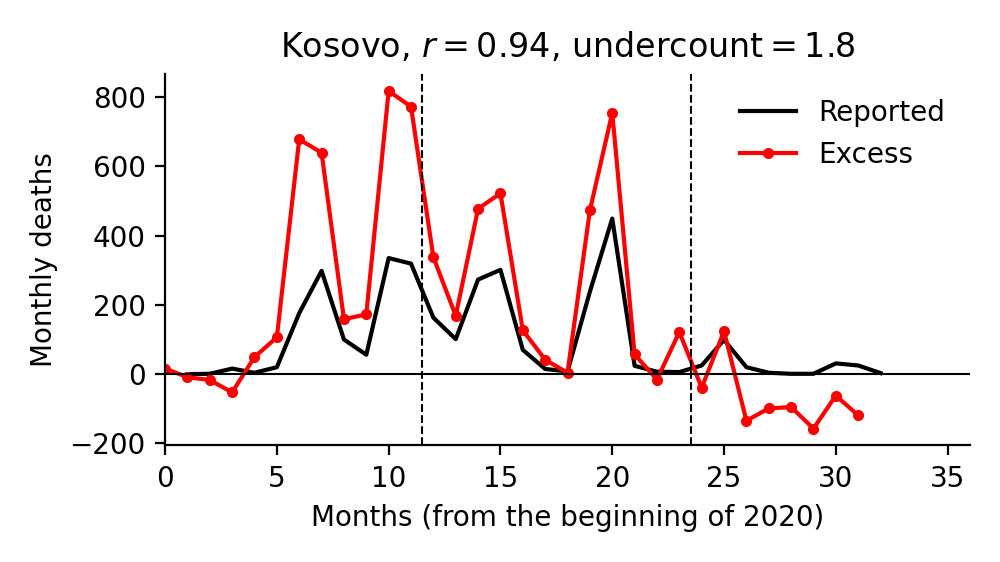 Kosovo, r = 0.94, undercount = 1.8
Monthly deaths
800
600
400
200
0
−200
Reported
Excess
0 5 10 15 20 25 30 35
Months (from the beginning of 2020)